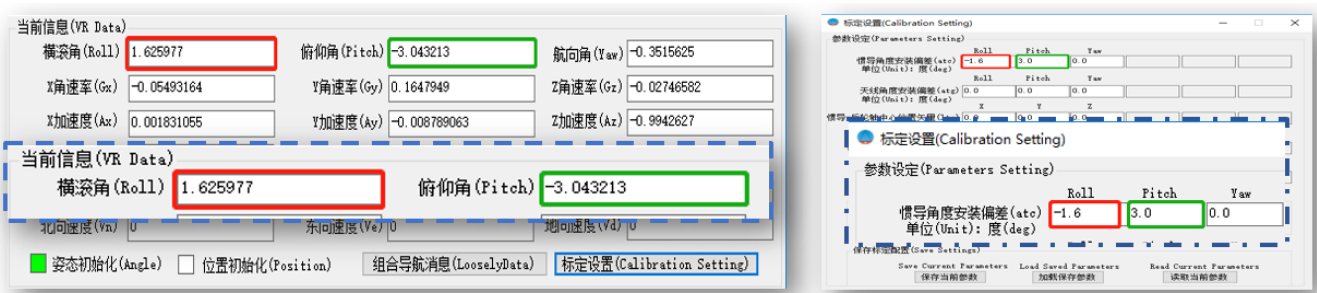 当前信息(VR Data)
横滚角(Roll) 1.625977 俯仰角(Pitch) -3.043213 航向角(Yaw) -0.3515625
X角速率(Gx) -0.05493164 Y角速率(Gy) 0.1647949 Z角速率(Gz) -0.02746582
X加速度(Ax) 0.001831055 Y加速度(Ay) -0.008789063 Z加速度(Az) -0.9942627
当前信息(VR Data)
横滚角(Roll) 1.625977 俯仰角(Pitch) -3.043213
北向速度(Vn) 0 东向速度(Ve) 0 地向速度(Vd) 0
姿态初始化(Angle) 位置初始化(Position) 组合导航消息(LooselyData) 标定设置(Calibration Setting)
标定设置(Calibration Setting)
参数设定(Parameters Setting)
Roll Pitch Yaw
惯导角度安装偏差(atc) -1.6 3.0 0.0
单位(Unit): 度(deg)
Roll Pitch Yaw
天线角度安装偏差(atg) 0.0 0.0 0.0
单位(Unit): 度(deg)
X Y Z
0.0 0.0 0.0
标定设置(Calibration Setting)
参数设定(Parameters Setting)
Roll Pitch Yaw
惯导角度安装偏差(atc) -1.6 3.0 0.0
单位(Unit): 度(deg)
保存标定配置(Save Settings)
Save Current Parameters Load Saved Parameters Read Current Parameters
保存当前参数 加载保存参数 读取当前参数